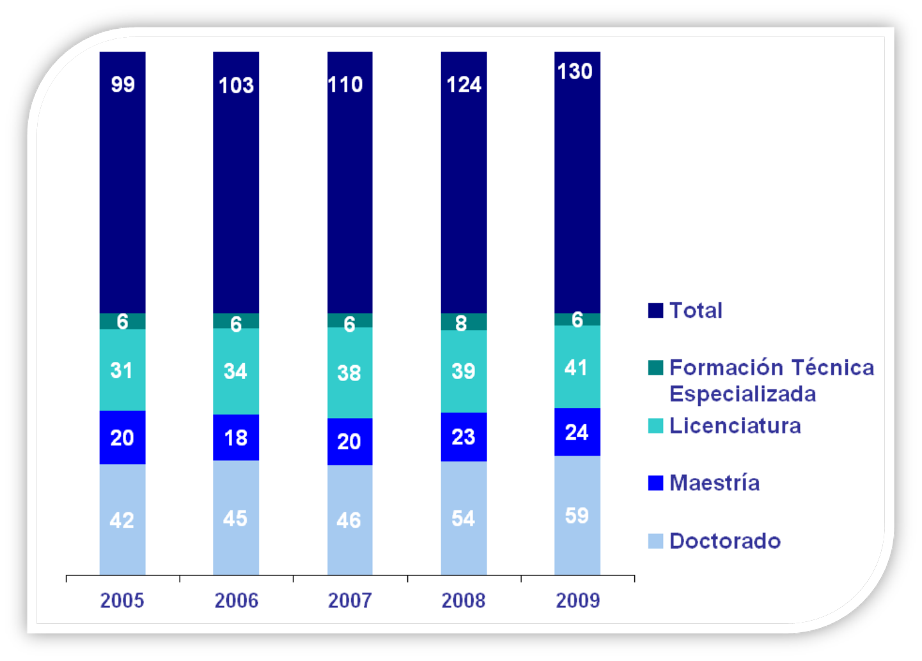 99 103 110 124 130
6 6 6 8 6
31 34 38 39 41
20 18 20 23 24
42 45 46 54 59
2005 2006 2007 2008 2009
Total
Formación Técnica
Especializada
Licenciatura
Maestría
Doctorado